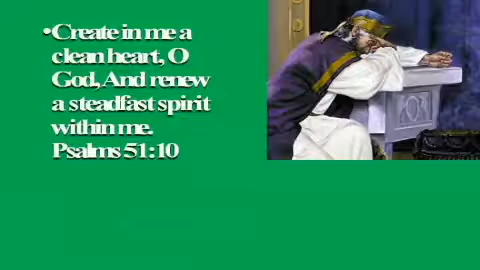 •Create in me a
clean heart, O
God, And renew
a steadfast spirit
within me.
Psalms 51:10